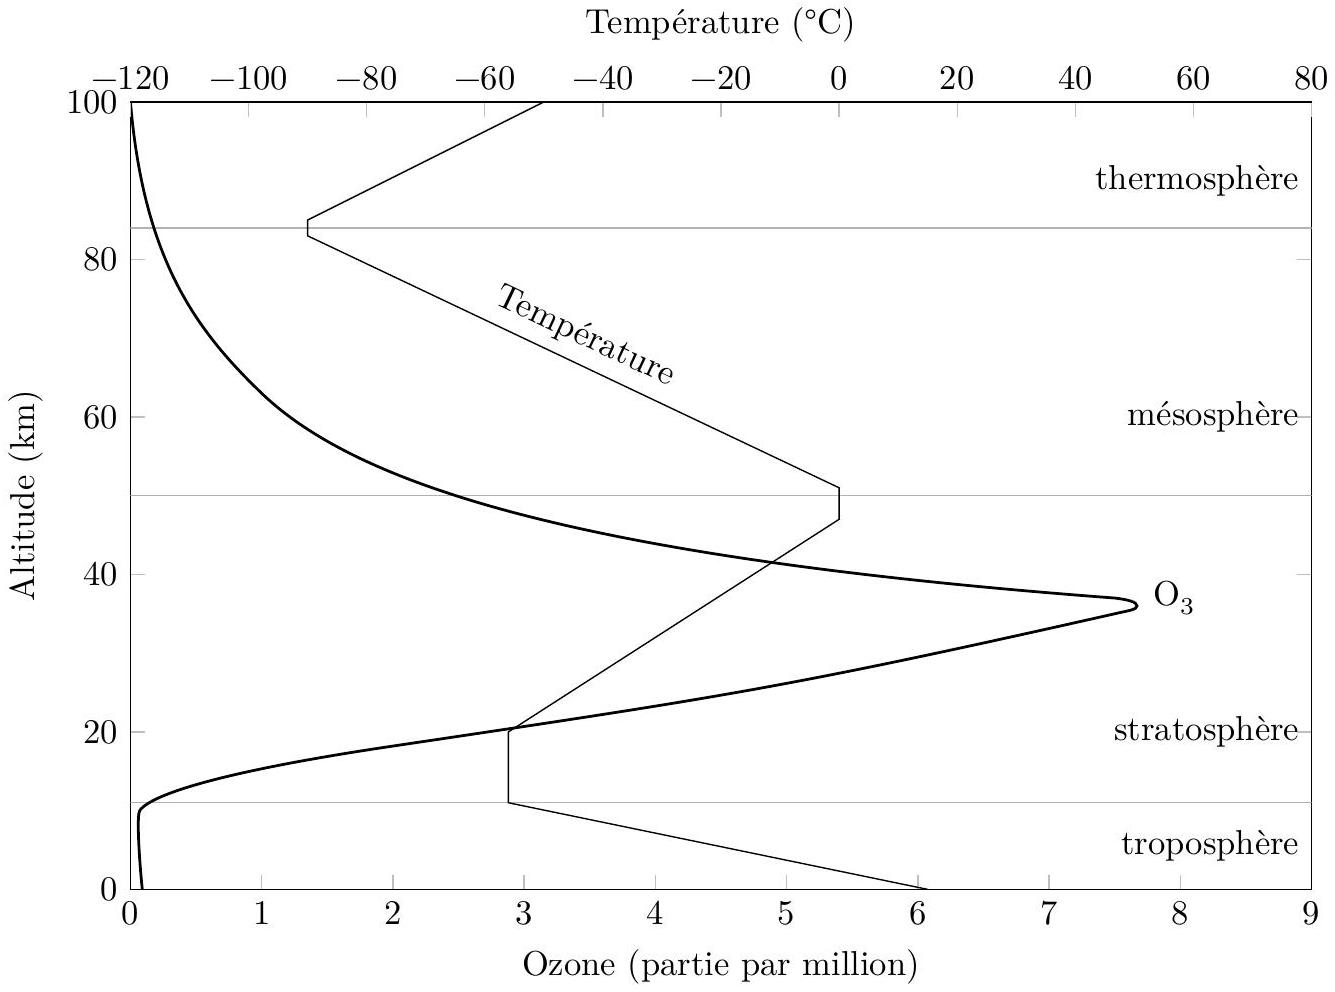 Température (°C)
−120 −100 −80 −60 −40 −20 0 20 40 60 80
100
thermosphère
80
Température
60
mésosphère
Altitude (km)
40
O₃
20
stratosphère
troposphère
0
0 1 2 3 4 5 6 7 8 9
Ozone (partie par million)